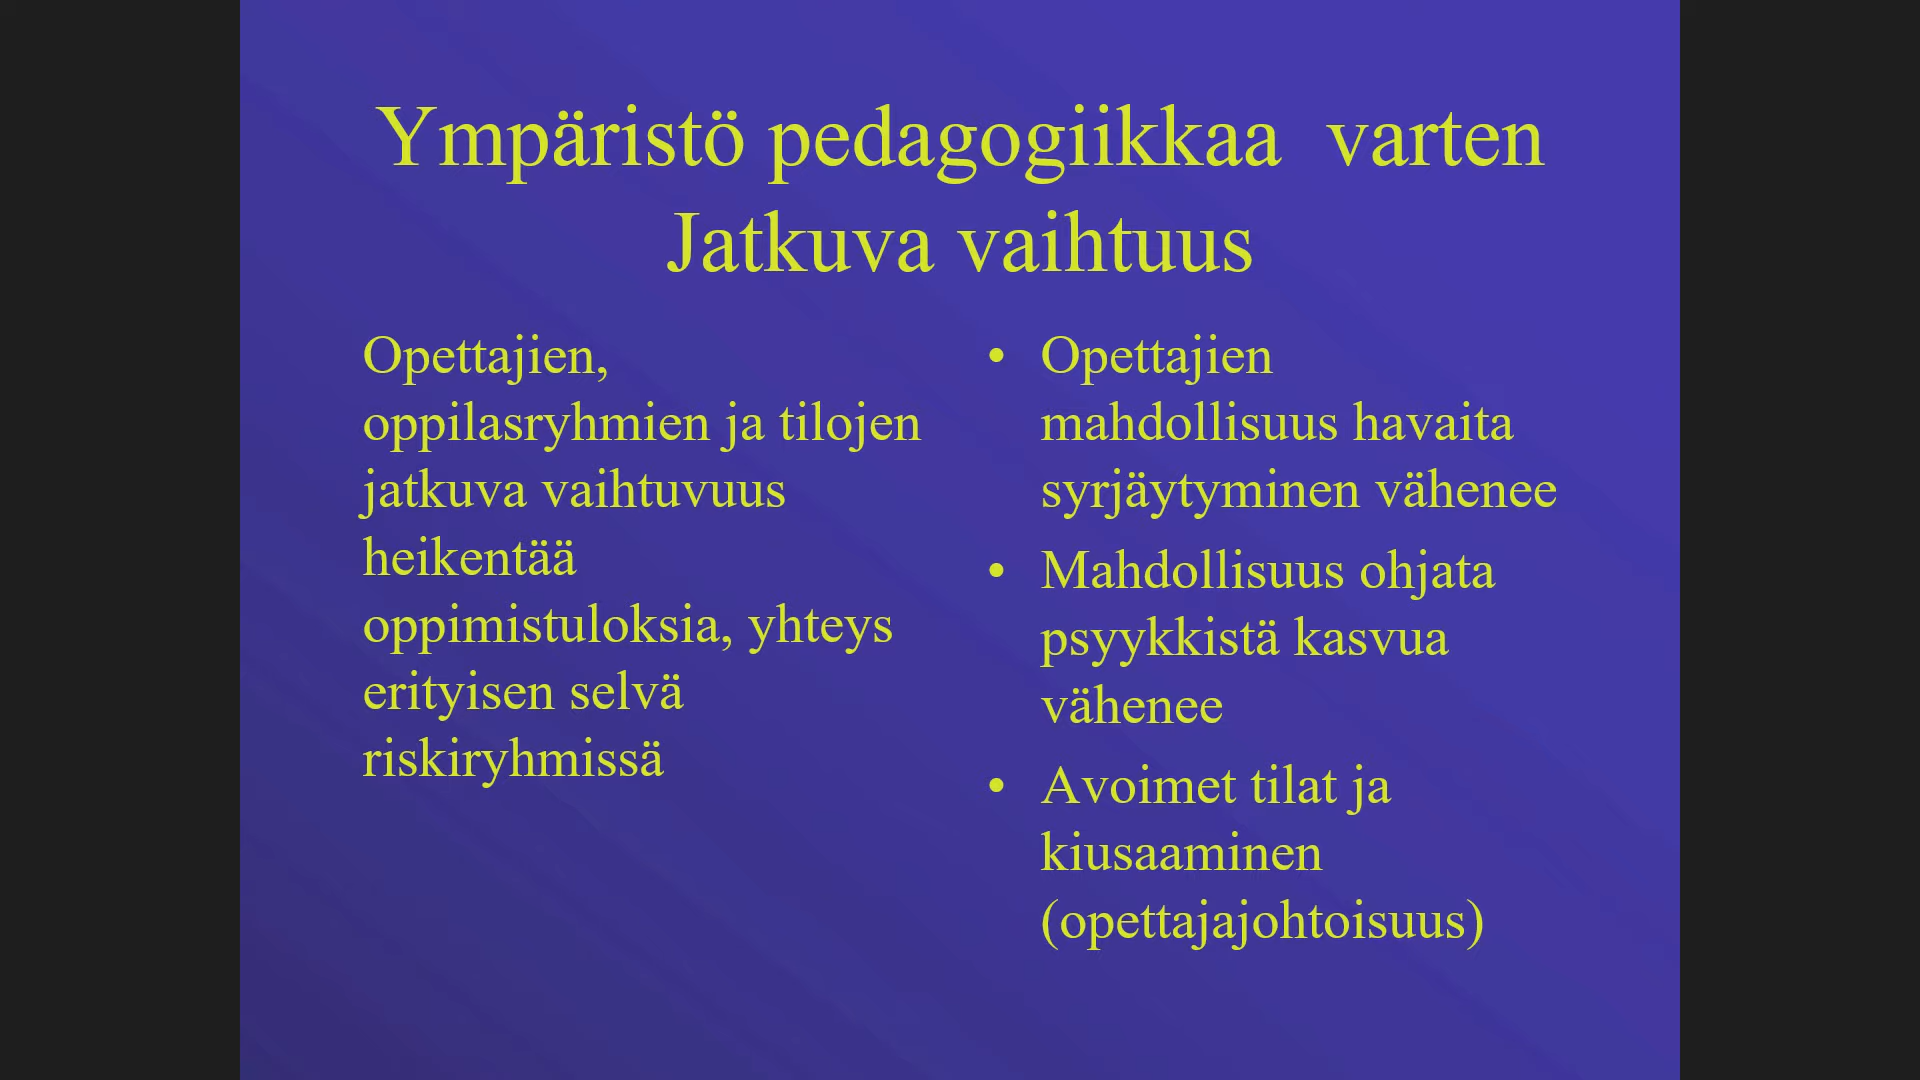 Ympäristö pedagogiikkaa varten
Jatkuva vaihtuus
Opettajien,
oppilasryhmien ja tilojen
jatkuva vaihtuvuus
heikentää
oppimistuloksia, yhteys
erityisen selvä
riskiryhmissä
• Opettajien
mahdollisuus havaita
syrjäytyminen vähenee
• Mahdollisuus ohjata
psyykkistä kasvua
vähenee
• Avoimet tilat ja
kiusaaminen
(opettajajohtoisuus)